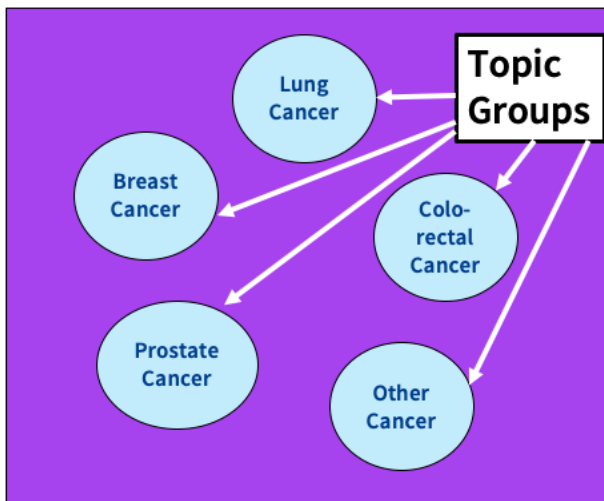 Topic
Groups
Lung
Cancer
Breast
Cancer
Colo-
rectal
Cancer
Prostate
Cancer
Other
Cancer